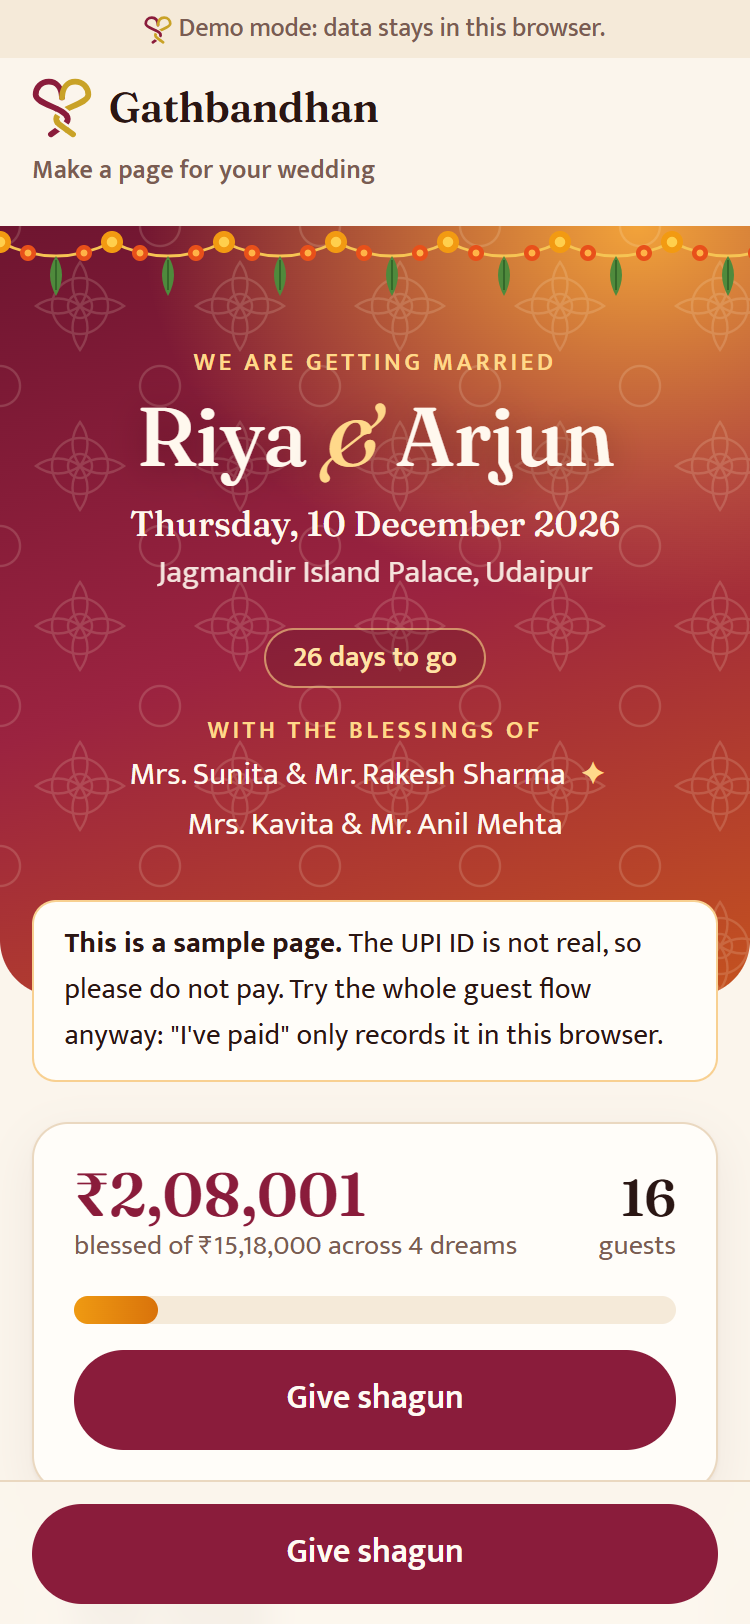 Demo mode: data stays in this browser.
Gathbandhan
Make a page for your wedding
WE ARE GETTING MARRIED
Riya & Arjun
Thursday, 10 December 2026
Jagmandir Island Palace, Udaipur
26 days to go
WITH THE BLESSINGS OF
Mrs. Sunita & Mr. Rakesh Sharma ✦
Mrs. Kavita & Mr. Anil Mehta
This is a sample page. The UPI ID is not real, so
please do not pay. Try the whole guest flow
anyway: "I've paid" only records it in this browser.
₹2,08,001
blessed of ₹15,18,000 across 4 dreams
16
guests
Give shagun
Give shagun